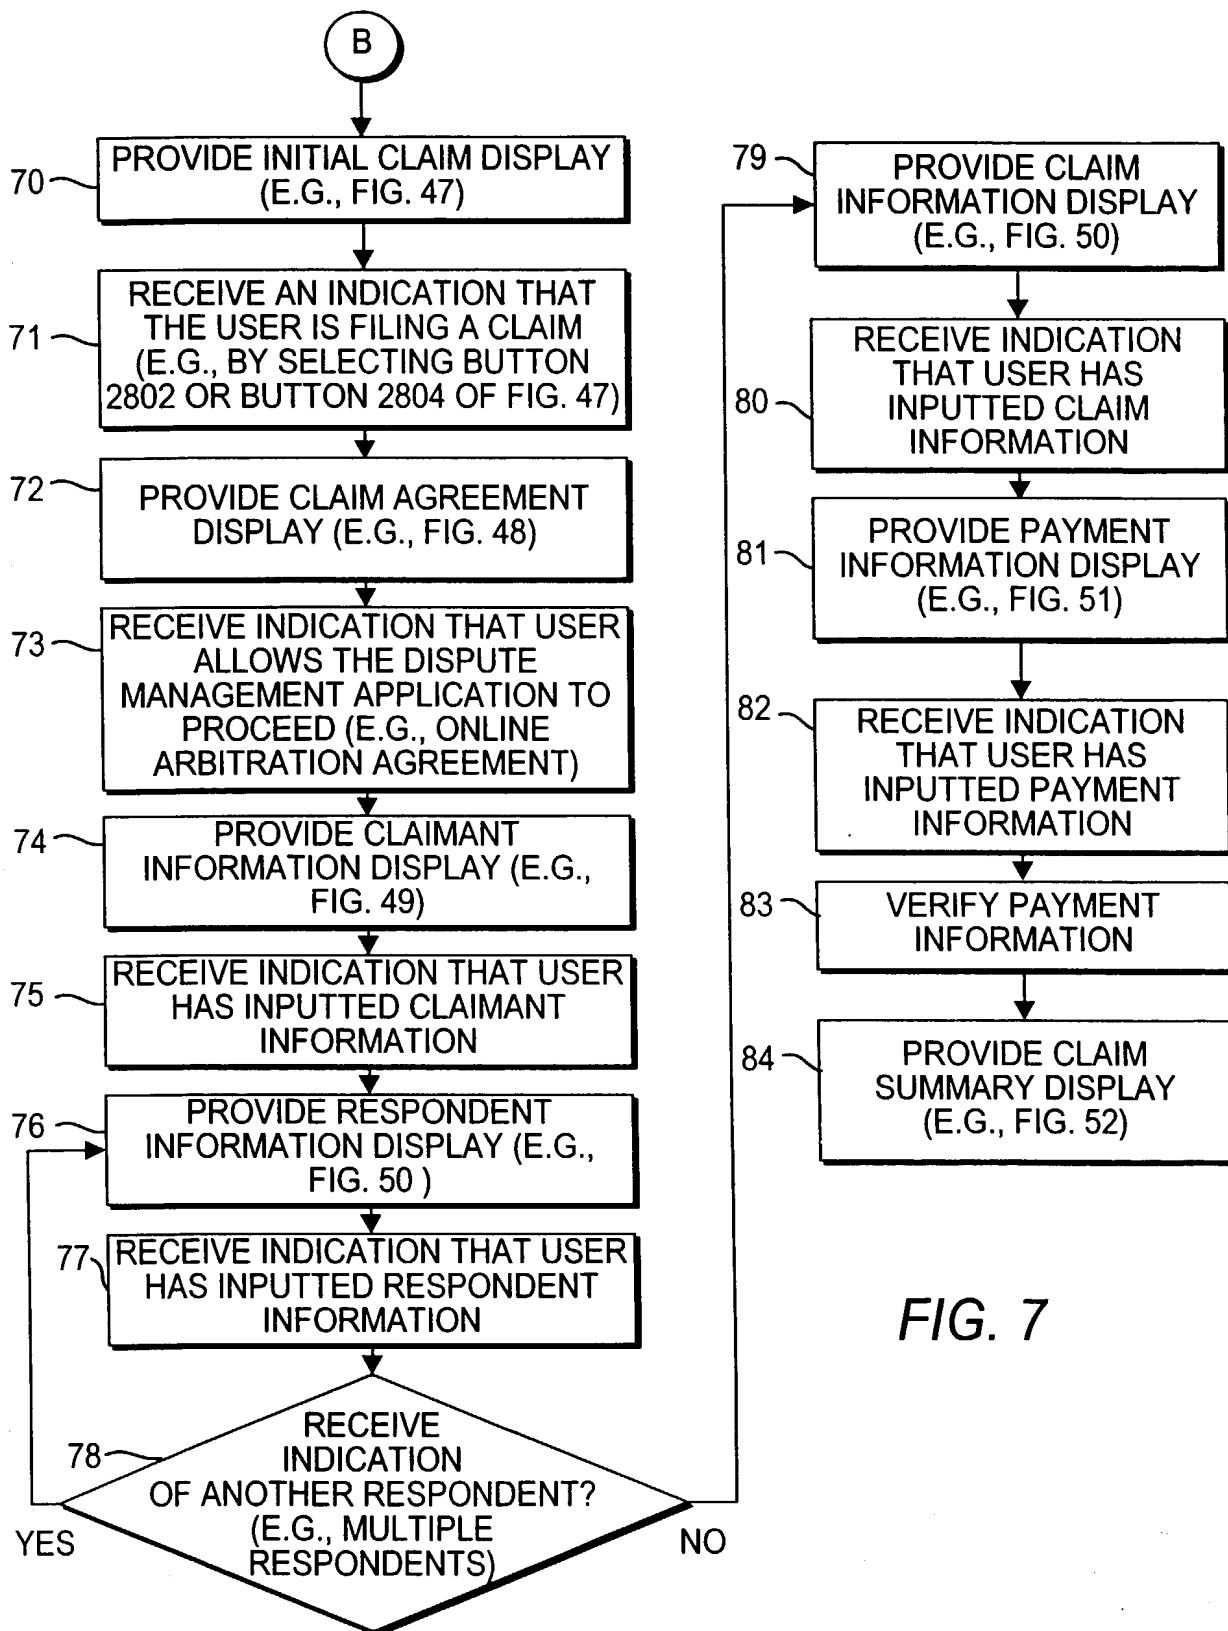 B
70
PROVIDE INITIAL CLAIM DISPLAY
(E.G., FIG. 47)
71
RECEIVE AN INDICATION THAT
THE USER IS FILING A CLAIM
(E.G., BY SELECTING BUTTON
2802 OR BUTTON 2804 OF FIG. 47)
72
PROVIDE CLAIM AGREEMENT
DISPLAY (E.G., FIG. 48)
73
RECEIVE INDICATION THAT USER
ALLOWS THE DISPUTE
MANAGEMENT APPLICATION TO
PROCEED (E.G., ONLINE
ARBITRATION AGREEMENT)
74
PROVIDE CLAIMANT
INFORMATION DISPLAY (E.G.,
FIG. 49)
75
RECEIVE INDICATION THAT USER
HAS INPUTTED CLAIMANT
INFORMATION
76
PROVIDE RESPONDENT
INFORMATION DISPLAY (E.G.,
FIG. 50 )
77
RECEIVE INDICATION THAT USER
HAS INPUTTED RESPONDENT
INFORMATION
78
RECEIVE
INDICATION
OF ANOTHER RESPONDENT?
(E.G., MULTIPLE
RESPONDENTS)
YES
NO
79
PROVIDE CLAIM
INFORMATION DISPLAY
(E.G., FIG. 50)
80
RECEIVE INDICATION
THAT USER HAS
INPUTTED CLAIM
INFORMATION
81
PROVIDE PAYMENT
INFORMATION DISPLAY
(E.G., FIG. 51)
82
RECEIVE INDICATION
THAT USER HAS
INPUTTED PAYMENT
INFORMATION
83
VERIFY PAYMENT
INFORMATION
84
PROVIDE CLAIM
SUMMARY DISPLAY
(E.G., FIG. 52)
FIG. 7